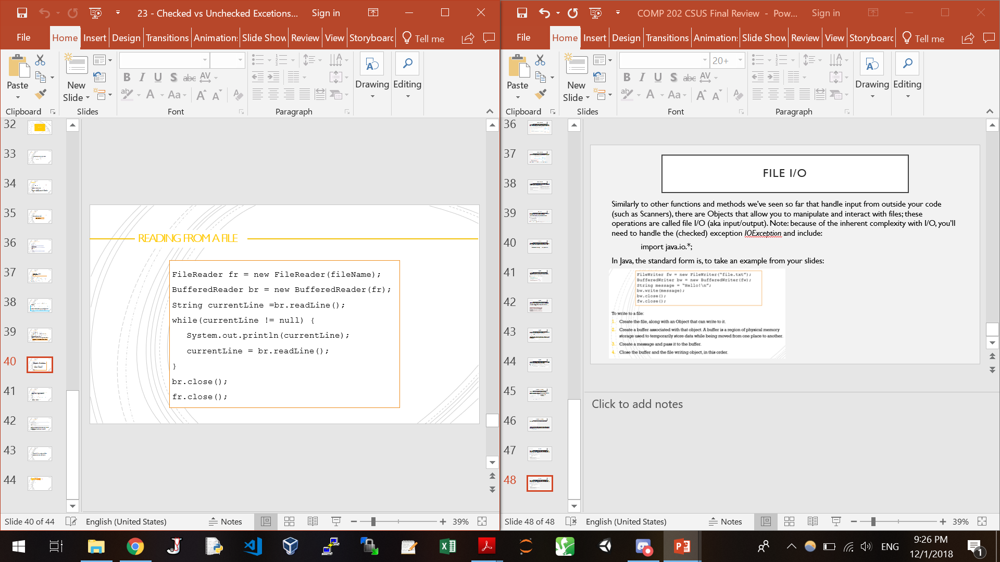 23 - Checked vs Unchecked Excetions...
Sign in
File
Home
Insert
Design
Transitions
Animation
Slide Show
Review
View
Storyboard
Tell me
Paste
New
Slide
B I U S abc AV
A Aa A A
Drawing
Editing
Clipboard
Slides
Font
Paragraph
32
33
34
35
36
37
38
39
40
41
42
43
44
READING FROM A FILE
FileReader fr = new FileReader(fileName);
BufferedReader br = new BufferedReader(fr);
String currentLine =br.readLine();
while(currentLine != null) {
System.out.println(currentLine);
currentLine = br.readLine();
}
br.close();
fr.close();
Slide 40 of 44
English (United States)
Notes
39%
COMP 202 CSUS Final Review - Pow...
Sign in
File
Home
Insert
Design
Transitions
Animation
Slide Show
Review
View
Storyboard
Tell me
Paste
New
Slide
20+
B I U S abc AV
A Aa A A
Drawing
Editing
Clipboard
Slides
Font
Paragraph
36
37
38
39
40
41
42
43
44
45
46
47
48
FILE I/O
Similarly to other functions and methods we've seen so far that handle input from outside your code
(such as Scanners), there are Objects that allow you to manipulate and interact with files; these
operations are called file I/O (aka input/output). Note: because of the inherent complexity with I/O, you'll
need to handle the (checked) exception IOException and include:
import java.io.*;
In Java, the standard form is, to take an example from your slides:
FileWriter fw = new FileWriter("file.txt");
BufferedWriter bw = new BufferedWriter(fw);
String message = "Hello!\n";
bw.write(message);
bw.close();
fw.close();
To write to a file:
1. Create the file, along with an Object that can write to it.
2. Create a buffer associated with that object. A buffer is a region of physical memory
storage used to temporarily store data while being moved from one place to another.
3. Create a message and pass it to the buffer.
4. Close the buffer and the file writing object, in this order.
Click to add notes
Slide 48 of 48
English (United States)
Notes
39%
ENG
9:26 PM
12/1/2018
1